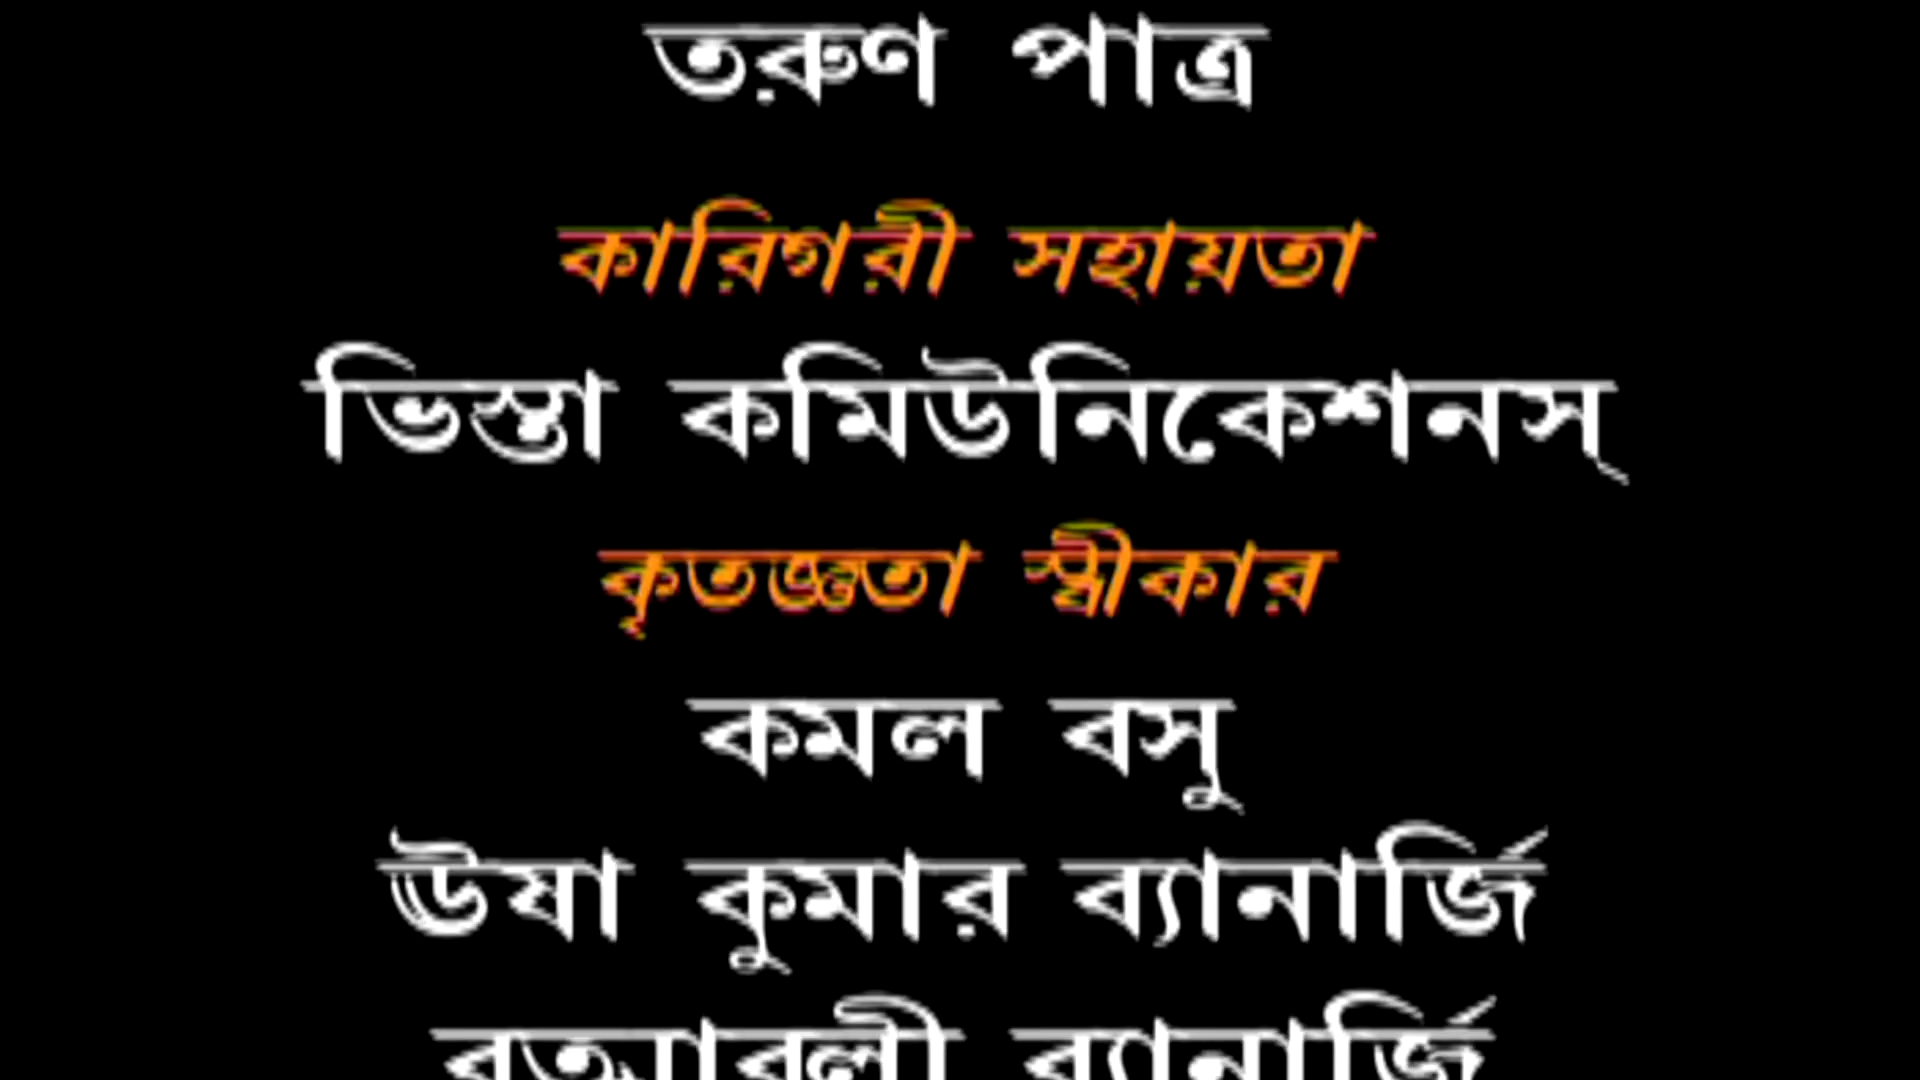 তরুণ পাত্র
কারিগরী সহায়তা
ভিস্তা কমিউনিকেশনস্
কৃতজ্ঞতা স্বীকার
কমল বসু
ঊষা কুমার ব্যানার্জি
ব্যানার্জি